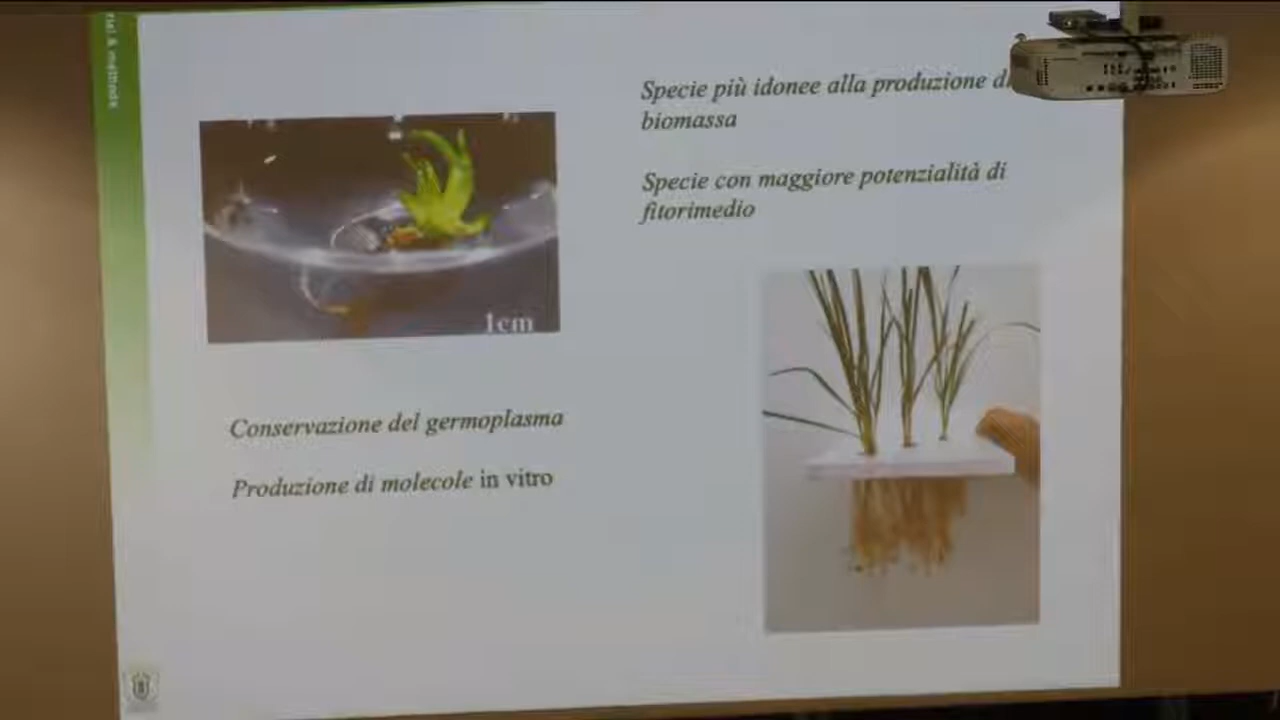 Specie più idonee alla produzione di
biomassa
Specie con maggiore potenzialità di
fitorimedio
1cm
Conservazione del germoplasma
Produzione di molecole in vitro